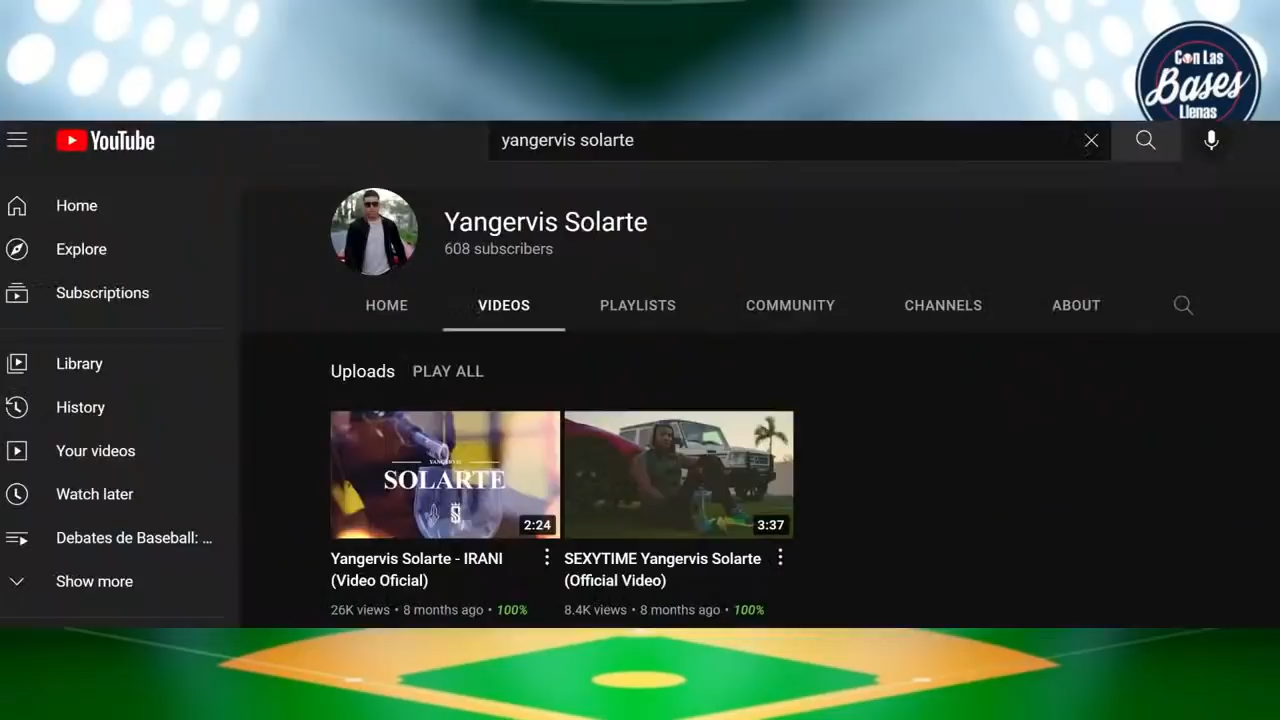 Con Las
Bases
Llenas
YouTube
yangervis solarte
Home
Explore
Subscriptions
Library
History
Your videos
Watch later
Debates de Baseball: ...
Show more
Yangervis Solarte
608 subscribers
HOME VIDEOS PLAYLISTS COMMUNITY CHANNELS ABOUT
Uploads PLAY ALL
YANGERVIS
SOLARTE
2:24
3:37
Yangervis Solarte - IRANI
(Video Oficial)
26K views • 8 months ago • 100%
SEXYTIME Yangervis Solarte
(Official Video)
8.4K views • 8 months ago • 100%